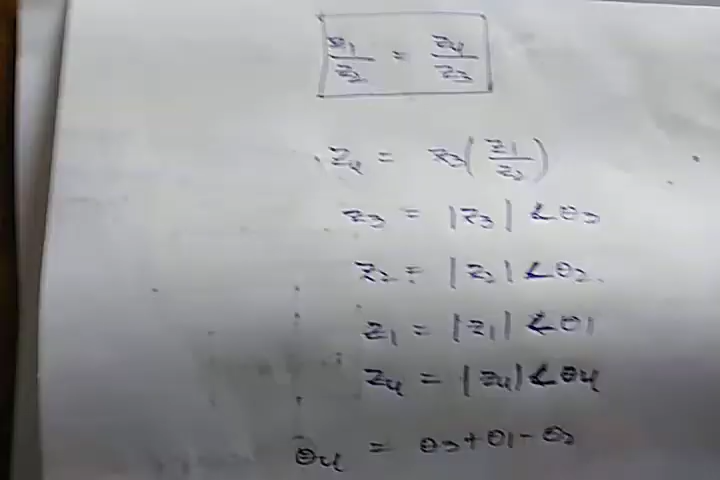 z1/z2 = z4/z3
z4 = z3(z1/z2)
z3 = |z3| ∠θ3
z2 = |z2| ∠θ2.
z1 = |z1| ∠θ1
z4 = |z4| ∠θ4
θ4 = θ3+θ1-θ2